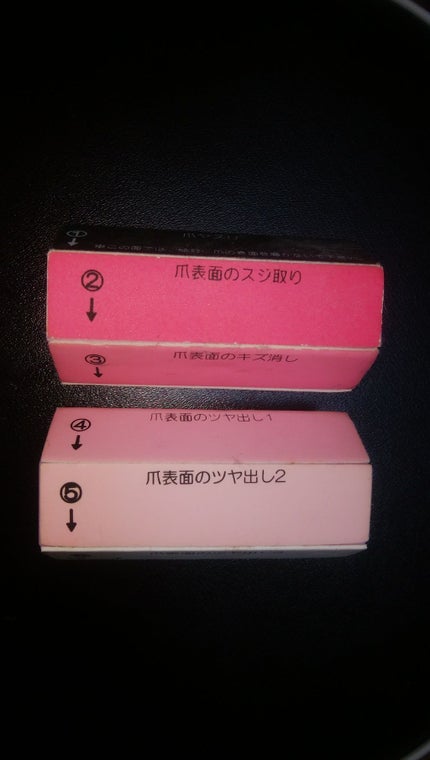 ①
↓
②
↓
爪表面のスジ取り
③
↓
爪表面のキズ消し
④
↓
爪表面のツヤ出し1
⑤
↓
爪表面のツヤ出し2